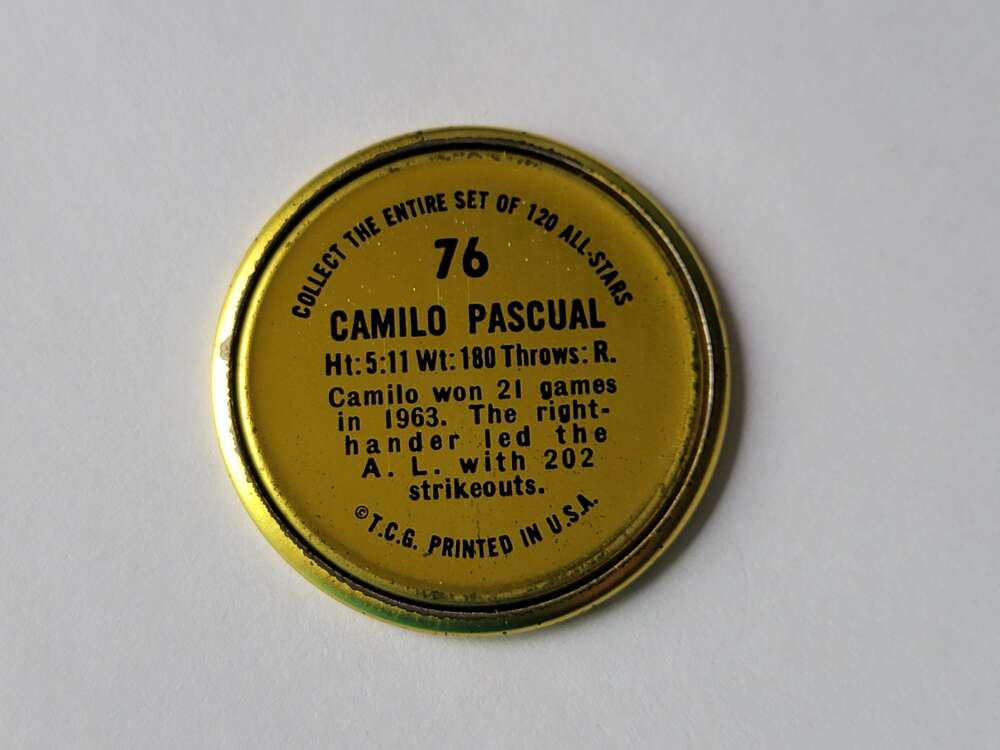 COLLECT THE ENTIRE SET OF 120 ALL-STARS
76
CAMILO PASCUAL
Ht: 5:11 Wt: 180 Throws: R.
Camilo won 21 games
in 1963. The right-
hander led the
A. L. with 202
strikeouts.
© T.C.G. PRINTED IN U.S.A.